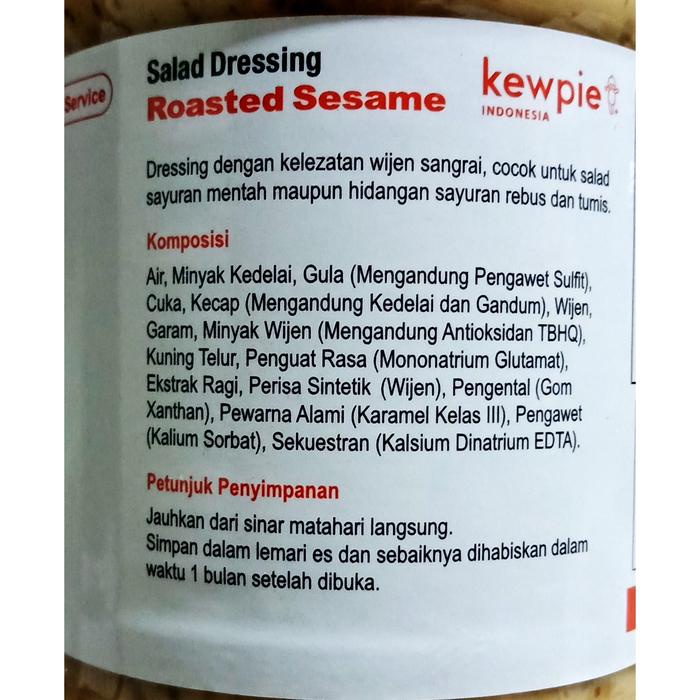 Service
Salad Dressing
Roasted Sesame
kewpie
INDONESIA
Dressing dengan kelezatan wijen sangrai, cocok untuk salad
sayuran mentah maupun hidangan sayuran rebus dan tumis.
Komposisi
Air, Minyak Kedelai, Gula (Mengandung Pengawet Sulfit),
Cuka, Kecap (Mengandung Kedelai dan Gandum), Wijen,
Garam, Minyak Wijen (Mengandung Antioksidan TBHQ),
Kuning Telur, Penguat Rasa (Mononatrium Glutamat),
Ekstrak Ragi, Perisa Sintetik (Wijen), Pengental (Gom
Xanthan), Pewarna Alami (Karamel Kelas III), Pengawet
(Kalium Sorbat), Sekuestran (Kalsium Dinatrium EDTA).
Petunjuk Penyimpanan
Jauhkan dari sinar matahari langsung.
Simpan dalam lemari es dan sebaiknya dihabiskan dalam
waktu 1 bulan setelah dibuka.